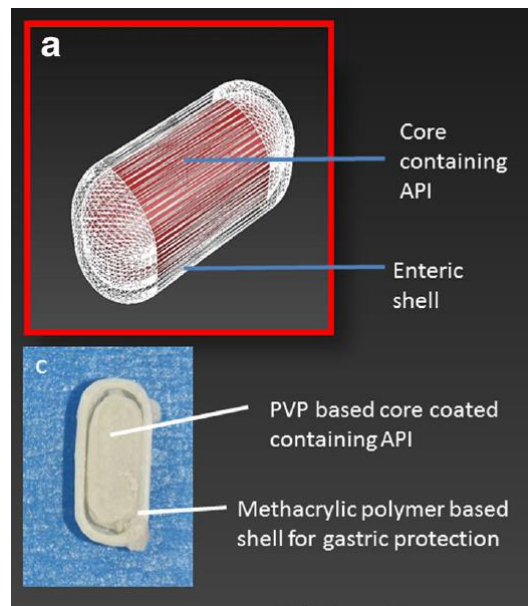 a
Core
containing
API
Enteric
shell
c
PVP based core coated
containing API
Methacrylic polymer based
shell for gastric protection